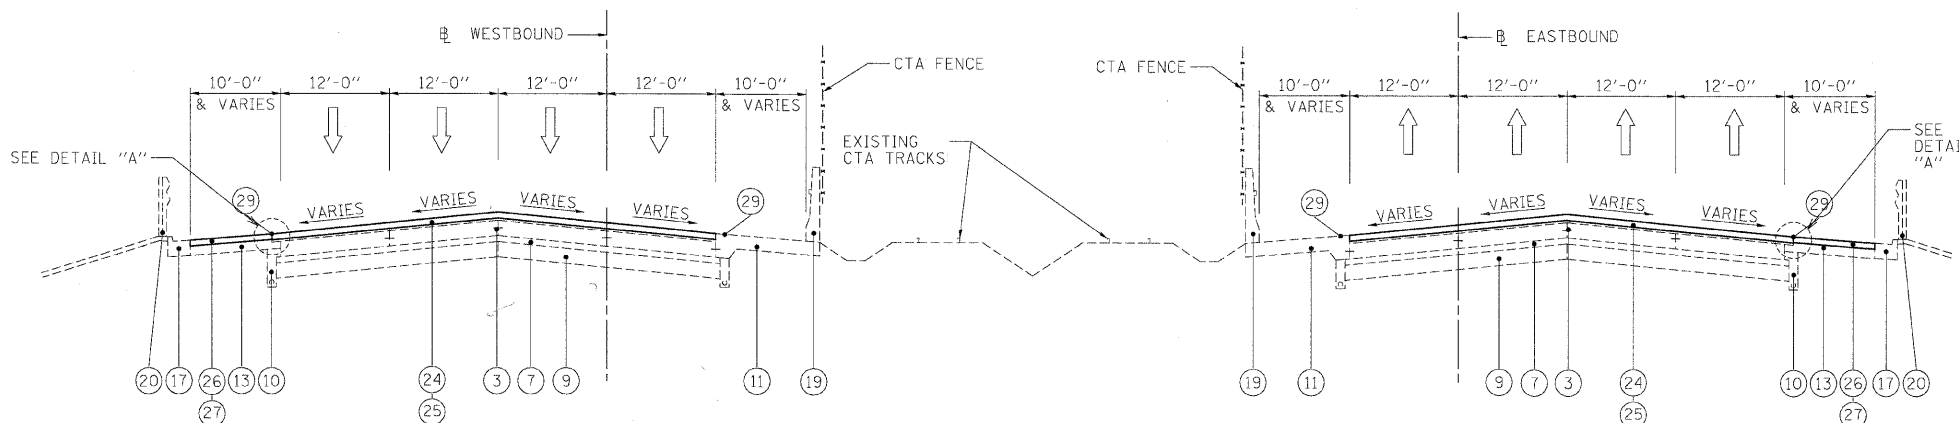 ℄ WESTBOUND
℄ EASTBOUND
CTA FENCE
CTA FENCE
10'-0" 12'-0" 12'-0" 12'-0" 12'-0" 10'-0"
& VARIES & VARIES
10'-0" 12'-0" 12'-0" 12'-0" 12'-0" 10'-0"
& VARIES & VARIES
SEE DETAIL "A"
EXISTING
CTA TRACKS
SEE
DETAI
"A"
29 VARIES VARIES VARIES VARIES 29
29 VARIES VARIES VARIES VARIES 29
20 17 26 13 10 24 3 7 9 11 19
27 25
19 11 9 7 3 24 10 13 26 17 20
25 27